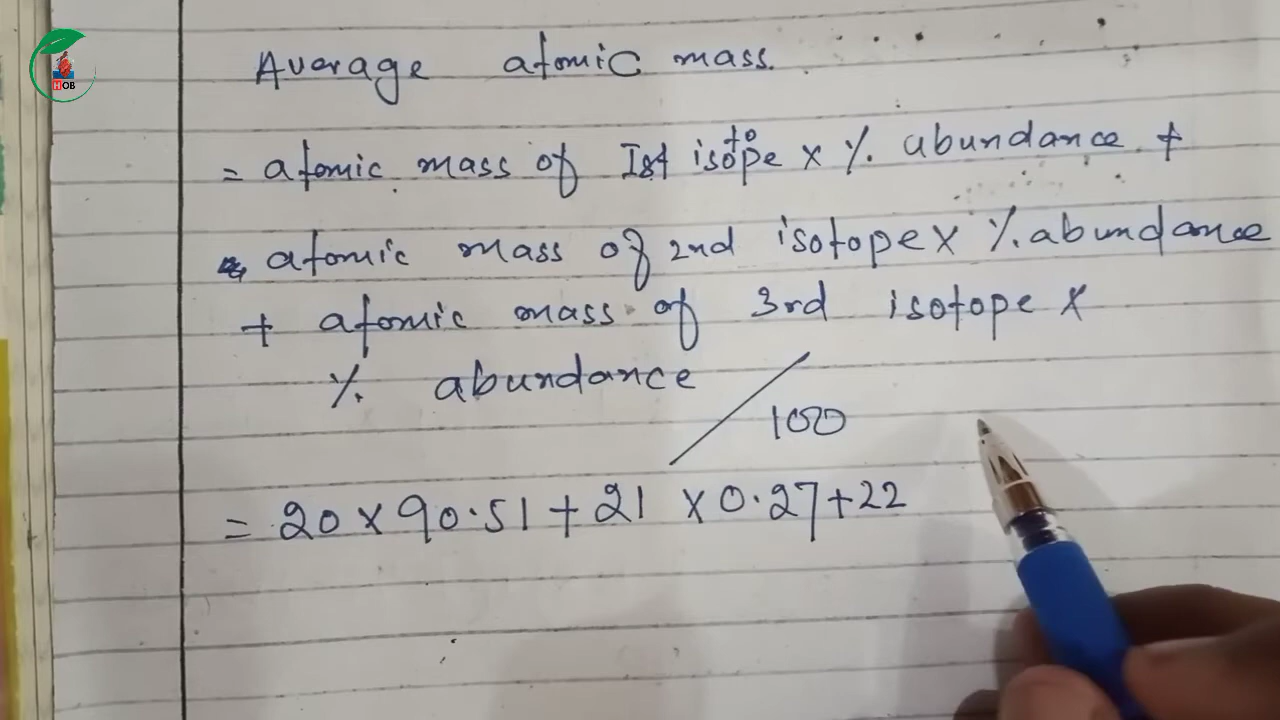 HOB
Average atomic mass.
= atomic mass of Ist isotope x %. abundance +
atomic mass of 2nd isotope x %. abundance
+ atomic mass of 3rd isotope x
%. abundance
/ 100
= 20 x 90.51 + 21 x 0.27 + 22